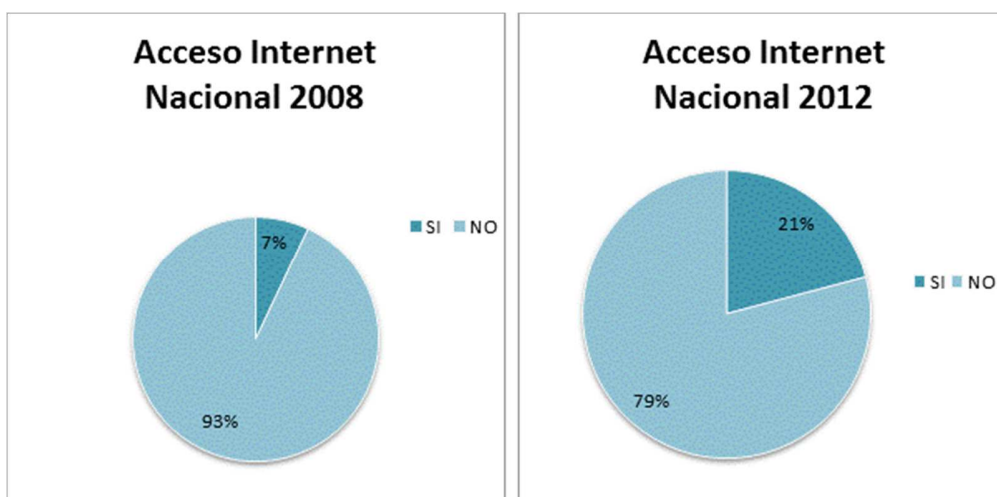 Acceso Internet
Nacional 2008
SI NO
7%
93%
Acceso Internet
Nacional 2012
21%
SI NO
79%